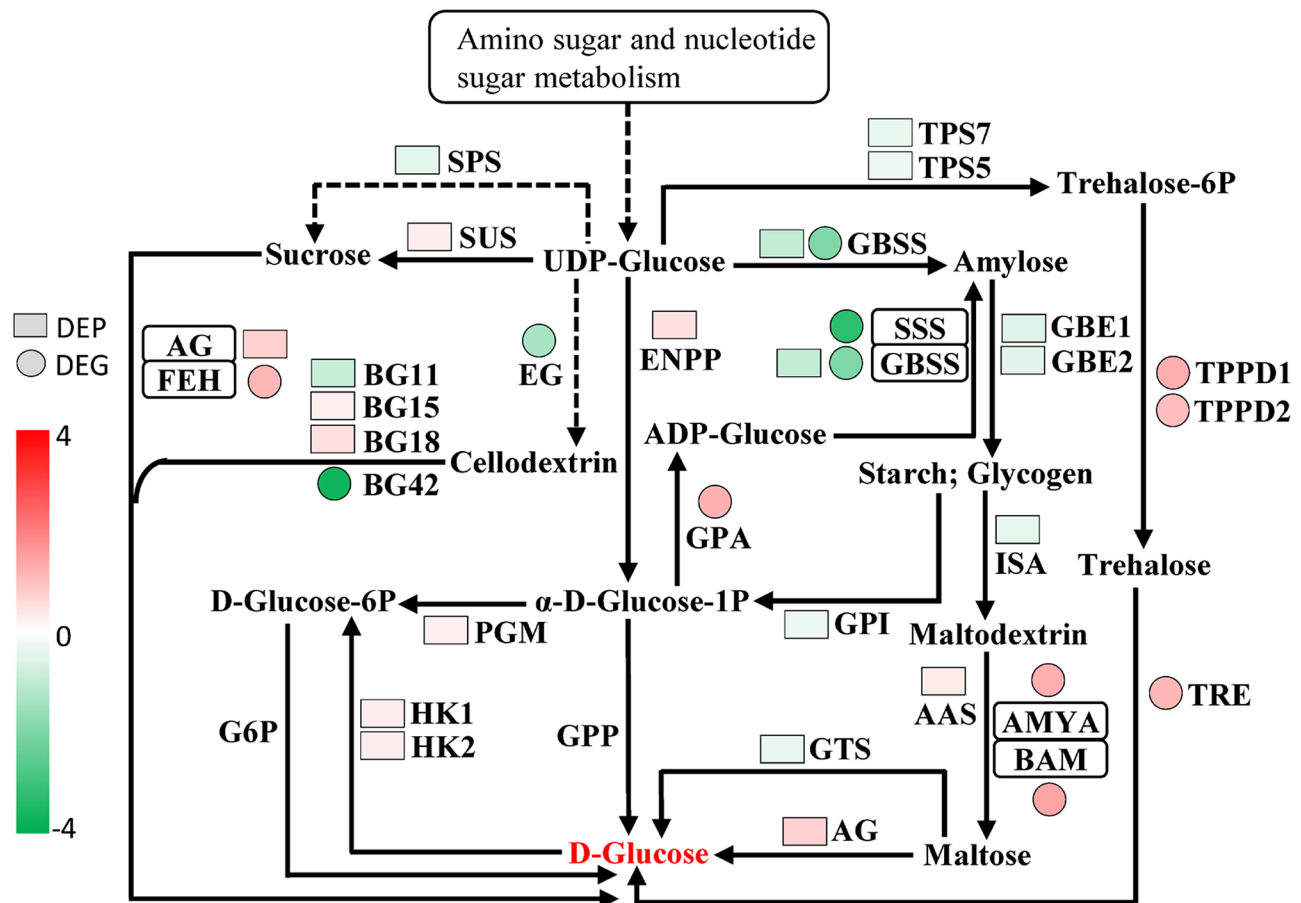 Amino sugar and nucleotide
sugar metabolism
SPS
TPS7
TPS5
Trehalose-6P
Sucrose
SUS
UDP-Glucose
GBSS
Amylose
DEP
DEG
AG
FEH
BG11
BG15
BG18
BG42
EG
ENPP
SSS
GBSS
GBE1
GBE2
TPPD1
TPPD2
4
0
-4
Cellodextrin
ADP-Glucose
Starch; Glycogen
GPA
ISA
Trehalose
D-Glucose-6P
PGM
α-D-Glucose-1P
GPI
Maltodextrin
G6P
HK1
HK2
GPP
GTS
AAS
AMYA
BAM
TRE
D-Glucose
AG
Maltose